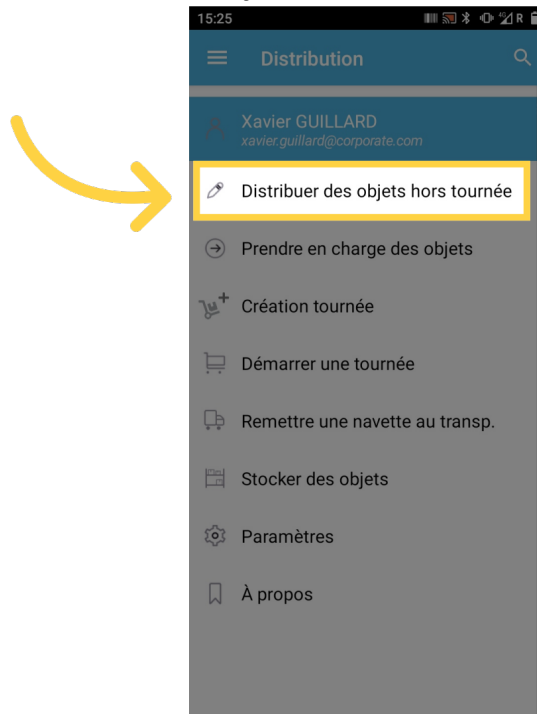 15:25
4G R
Distribution
Xavier GUILLARD
xavier.guillard@corporate.com
Distribuer des objets hors tournée
Prendre en charge des objets
Création tournée
Démarrer une tournée
Remettre une navette au transp.
Stocker des objets
Paramètres
À propos